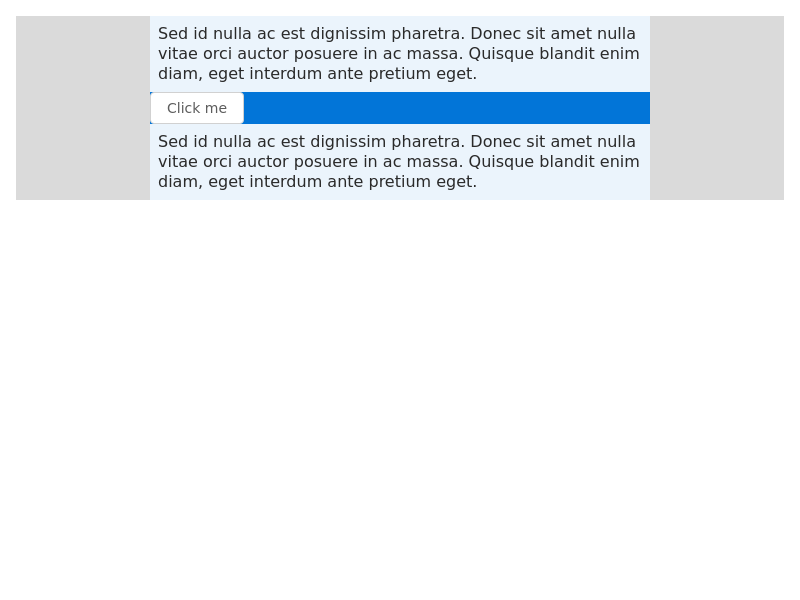 Sed id nulla ac est dignissim pharetra. Donec sit amet nulla
vitae orci auctor posuere in ac massa. Quisque blandit enim
diam, eget interdum ante pretium eget.
Click me
Sed id nulla ac est dignissim pharetra. Donec sit amet nulla
vitae orci auctor posuere in ac massa. Quisque blandit enim
diam, eget interdum ante pretium eget.